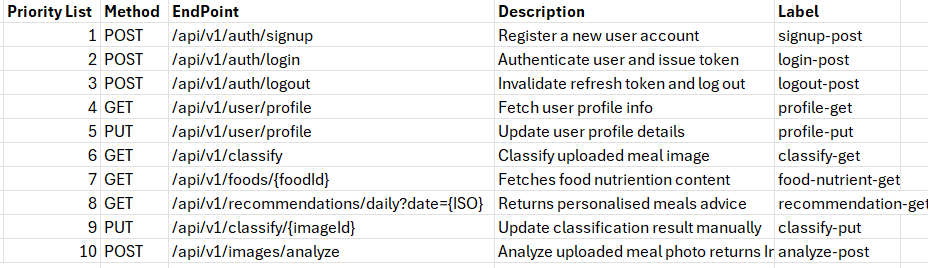 Priority List Method EndPoint Description Label
1 POST /api/v1/auth/signup Register a new user account signup-post
2 POST /api/v1/auth/login Authenticate user and issue token login-post
3 POST /api/v1/auth/logout Invalidate refresh token and log out logout-post
4 GET /api/v1/user/profile Fetch user profile info profile-get
5 PUT /api/v1/user/profile Update user profile details profile-put
6 GET /api/v1/classify Classify uploaded meal image classify-get
7 GET /api/v1/foods/{foodId} Fetches food nutriention content food-nutrient-get
8 GET /api/v1/recommendations/daily?date={ISO} Returns personalised meals advice recommendation-get
9 PUT /api/v1/classify/{imageId} Update classification result manually classify-put
10 POST /api/v1/images/analyze Analyze uploaded meal photo returns analyze-post